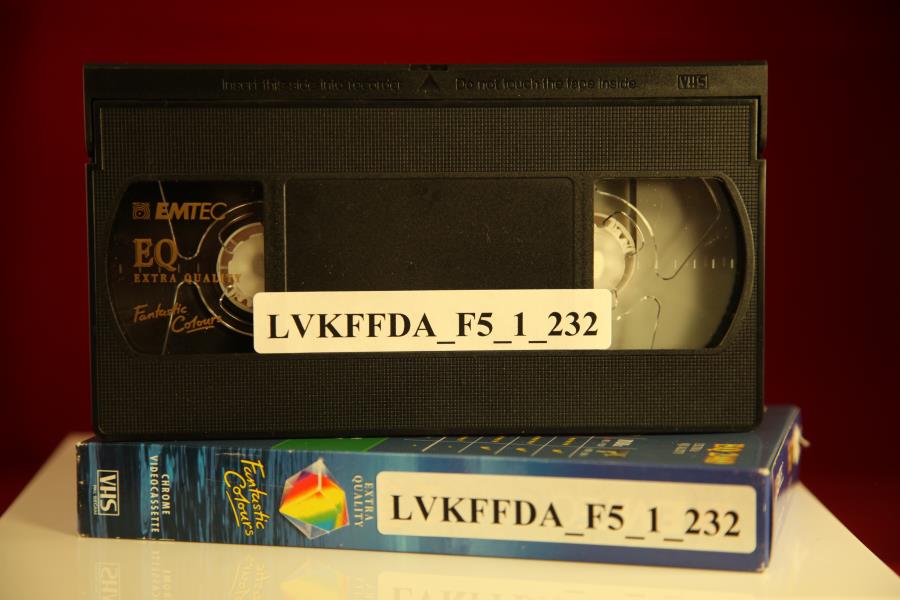 Insert this side into recorder Do not touch the tape inside VHS
EMTEC
EQ
EXTRA QUALITY
Fantastic
Colours
LVKFFDA_F5_1_232
VHS
CHROME
VIDEOCASSETTE
Fantastic
Colours
EXTRA
QUALITY
LVKFFDA_F5_1_232